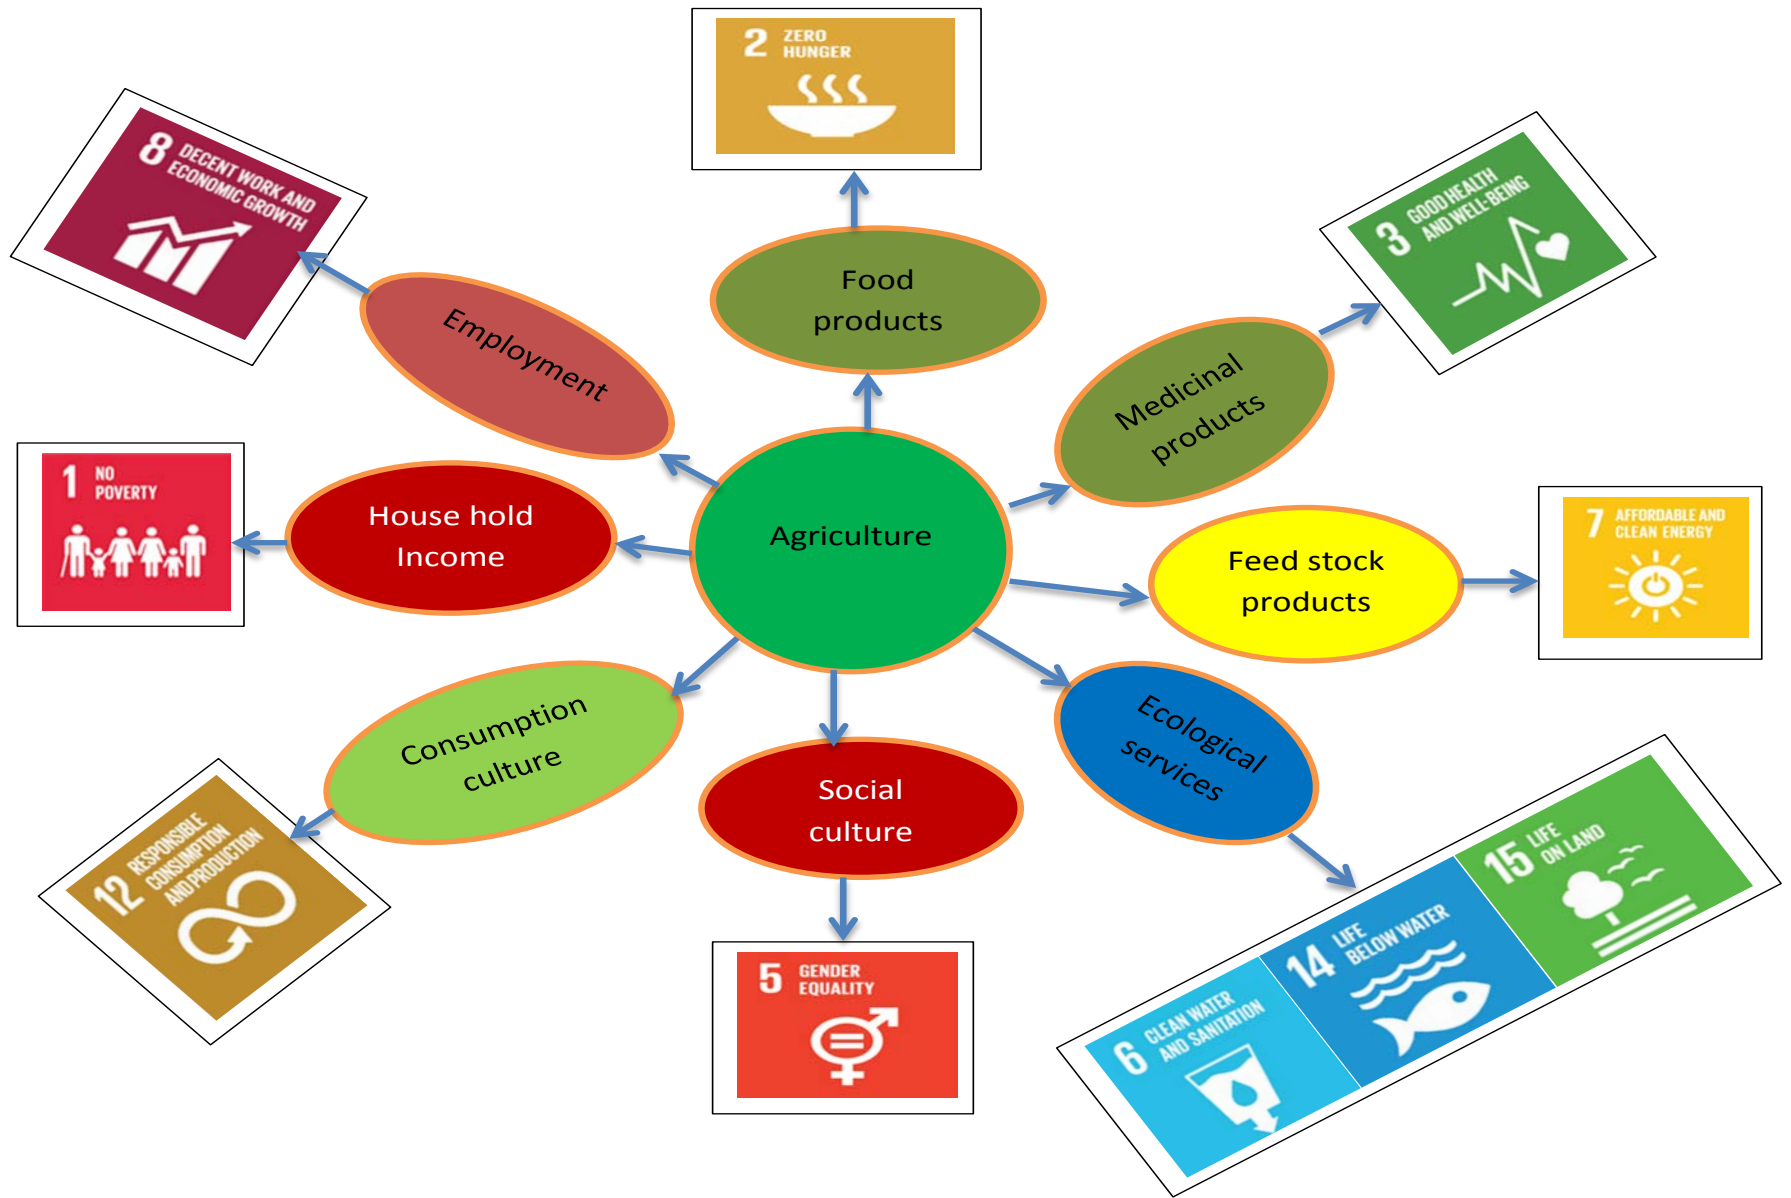 2 ZERO
HUNGER
8 DECENT WORK AND
ECONOMIC GROWTH
3 GOOD HEALTH
AND WELL-BEING
Food
products
Employment
Medicinal
products
1 NO
POVERTY
House hold
Income
Agriculture
Feed stock
products
7 AFFORDABLE AND
CLEAN ENERGY
Consumption
culture
Social
culture
Ecological
services
12 RESPONSIBLE
CONSUMPTION
AND PRODUCTION
5 GENDER
EQUALITY
6 CLEAN WATER
AND SANITATION
14 LIFE
BELOW WATER
15 LIFE
ON LAND